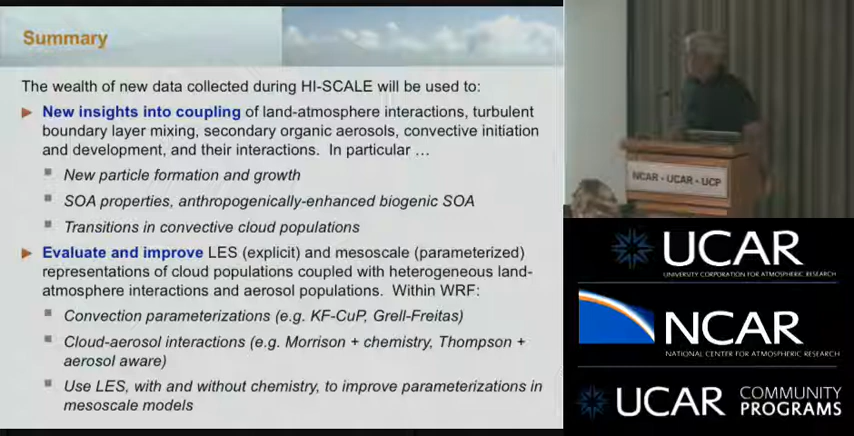 Summary
The wealth of new data collected during HI-SCALE will be used to:
New insights into coupling of land-atmosphere interactions, turbulent
boundary layer mixing, secondary organic aerosols, convective initiation
and development, and their interactions. In particular …
New particle formation and growth
SOA properties, anthropogenically-enhanced biogenic SOA
Transitions in convective cloud populations
Evaluate and improve LES (explicit) and mesoscale (parameterized)
representations of cloud populations coupled with heterogeneous land-
atmosphere interactions and aerosol populations. Within WRF:
Convection parameterizations (e.g. KF-CuP, Grell-Freitas)
Cloud-aerosol interactions (e.g. Morrison + chemistry, Thompson +
aerosol aware)
Use LES, with and without chemistry, to improve parameterizations in
mesoscale models
NCAR - UCAR - UCP
UCAR
UNIVERSITY CORPORATION FOR ATMOSPHERIC RESEARCH
NCAR
NATIONAL CENTER FOR ATMOSPHERIC RESEARCH
UCAR COMMUNITY
PROGRAMS